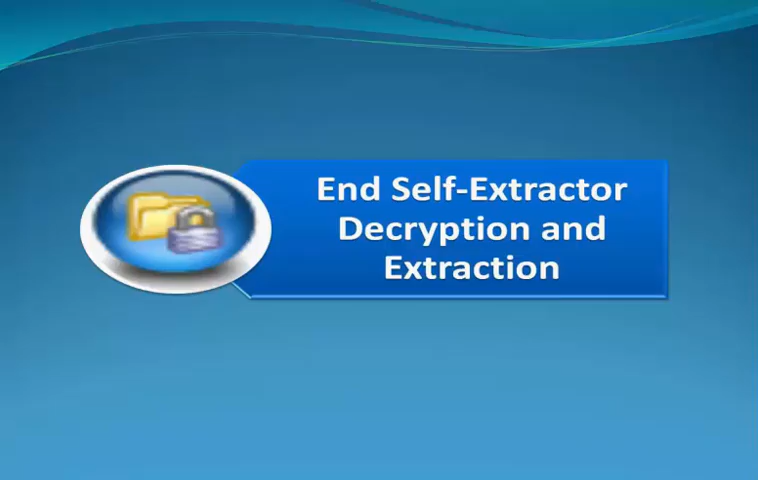 End Self-Extractor
Decryption and
Extraction